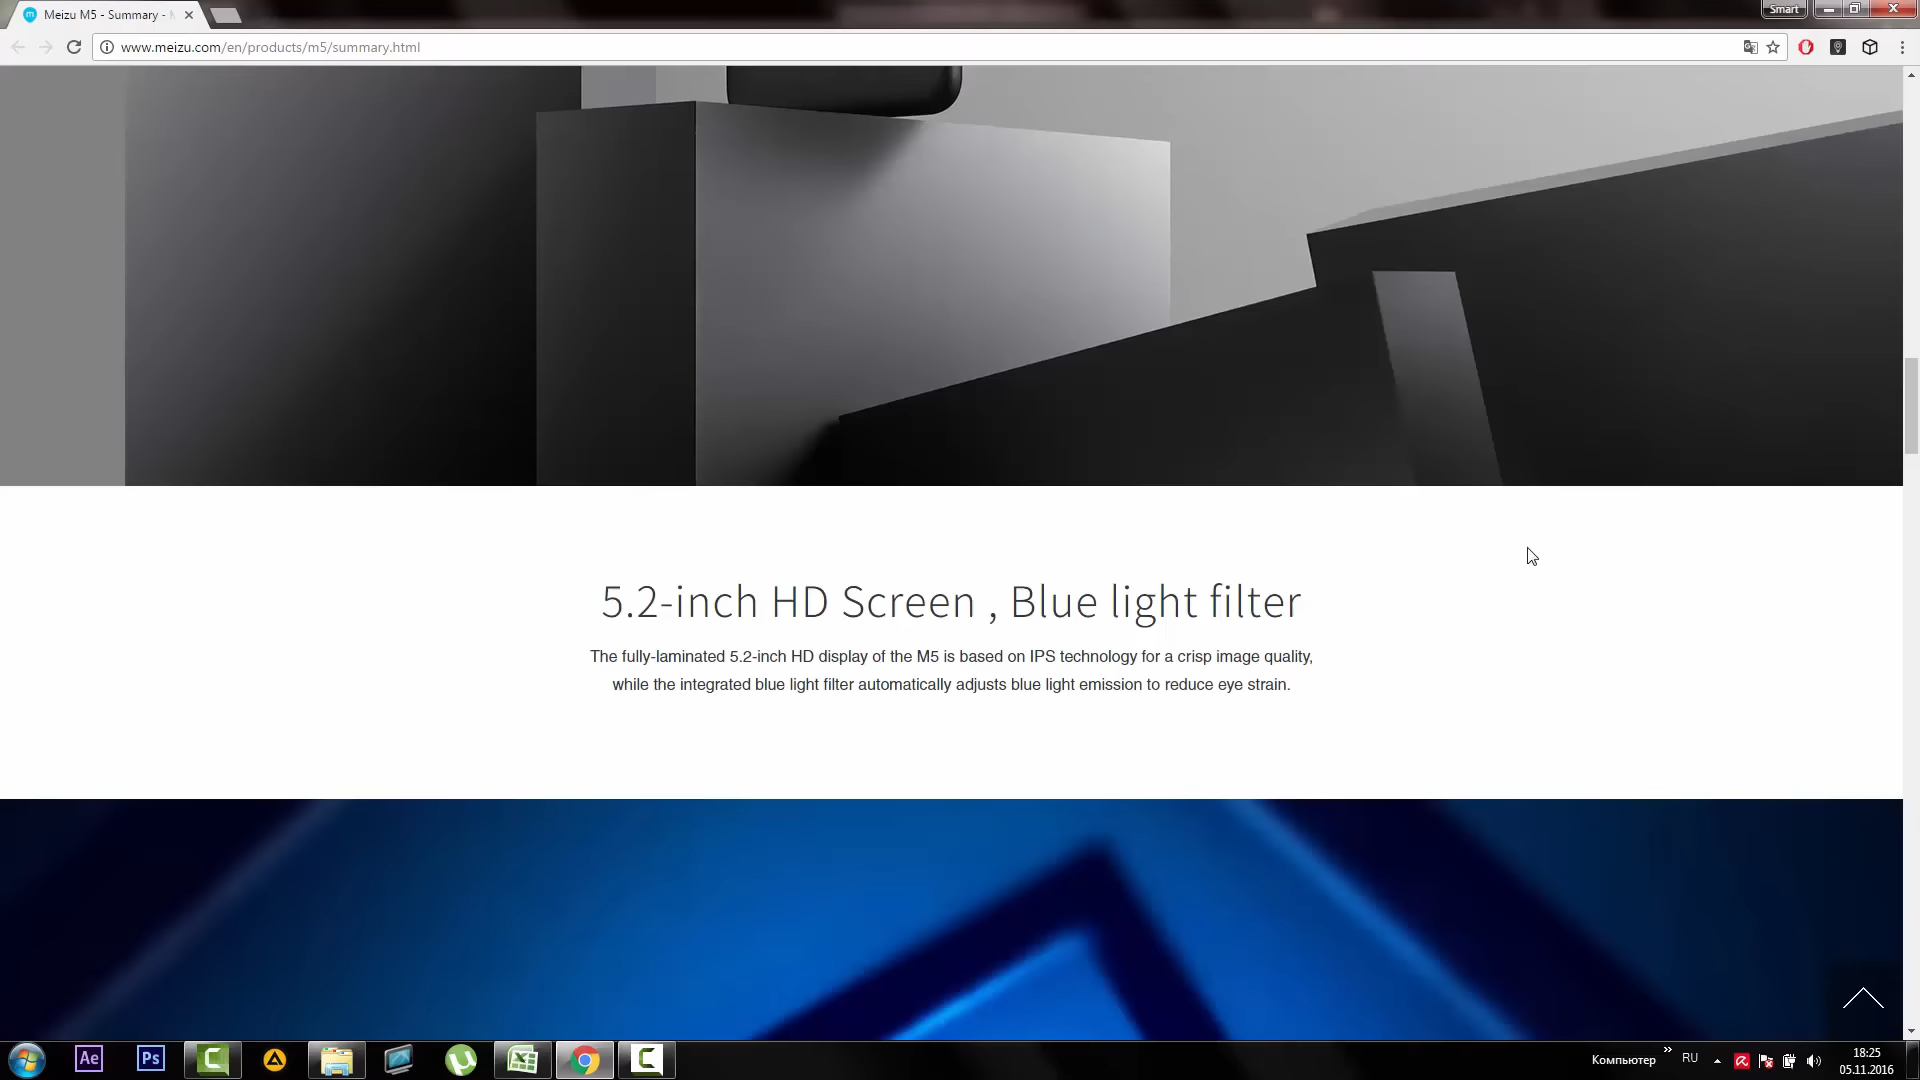 Meizu M5 - Summary -
Smart
www.meizu.com/en/products/m5/summary.html
5.2-inch HD Screen , Blue light filter
The fully-laminated 5.2-inch HD display of the M5 is based on IPS technology for a crisp image quality,
while the integrated blue light filter automatically adjusts blue light emission to reduce eye strain.
Ae
Ps
Компьютер
»
RU
18:25
05.11.2016